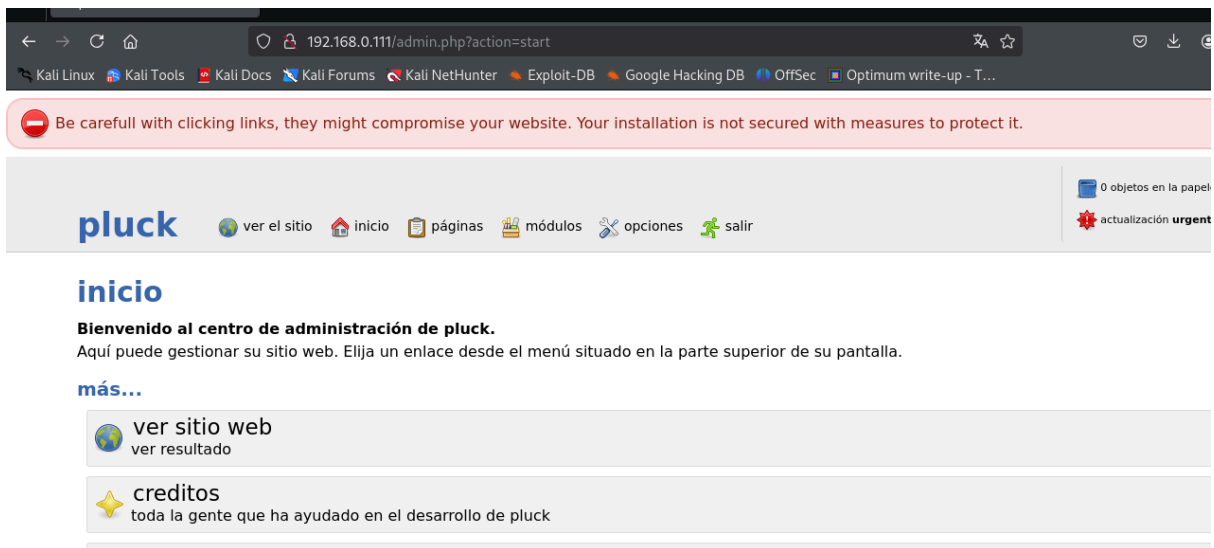 192.168.0.111/admin.php?action=start
Kali Linux Kali Tools Kali Docs Kali Forums Kali NetHunter Exploit-DB Google Hacking DB OffSec Optimum write-up - T...
Be carefull with clicking links, they might compromise your website. Your installation is not secured with measures to protect it.
0 objetos en la papel
pluck ver el sitio inicio páginas módulos opciones salir
actualización urgent
inicio
Bienvenido al centro de administración de pluck.
Aquí puede gestionar su sitio web. Elija un enlace desde el menú situado en la parte superior de su pantalla.
más...
ver sitio web
ver resultado
creditos
toda la gente que ha ayudado en el desarrollo de pluck